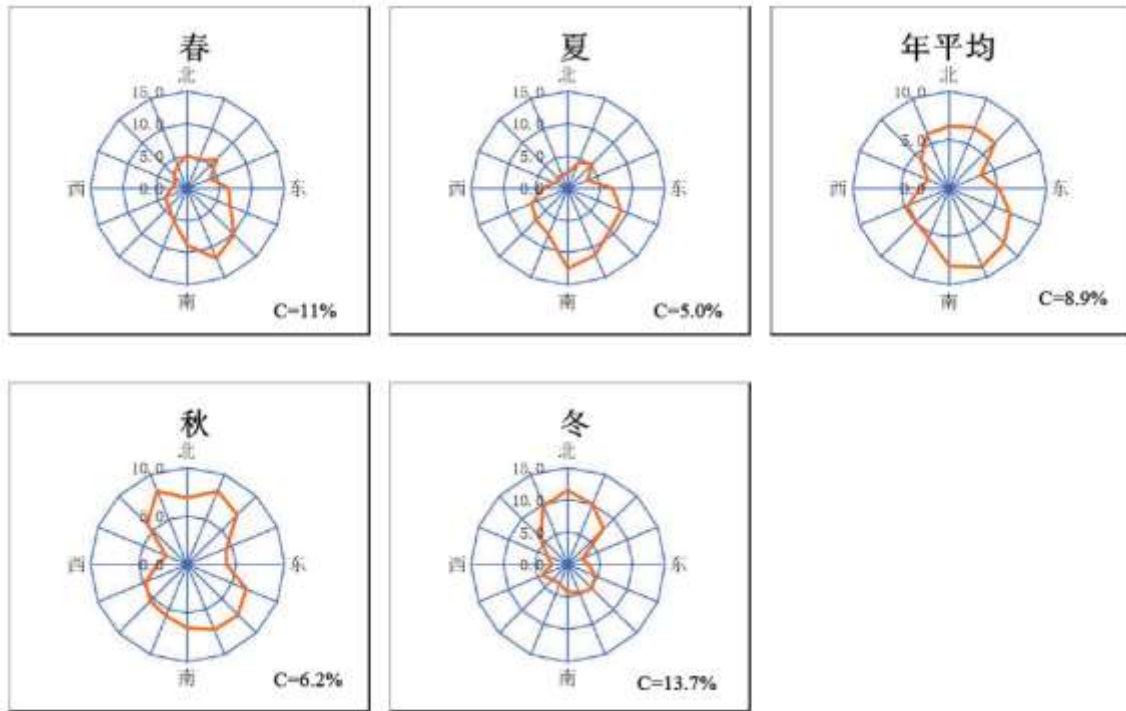 春
北
15.0
10.0
5.0
西
0.0
东
南
C=11%
夏
北
15.0
10.0
5.0
西
0.0
东
南
C=5.0%
年平均
北
10.0
5.0
西
0.0
东
南
C=8.9%
秋
北
10.0
5.0
西
0.0
东
南
C=6.2%
冬
北
15.0
10.0
5.0
西
0.0
东
南
C=13.7%